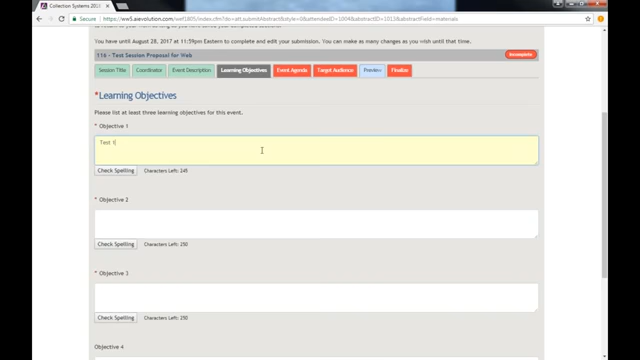 Collection Systems 201
Secure
https://ww5.aievolution.com/wef1805/index.cfm?do=abt.submitAbstract&style=0&attendeeID=1004&abstractID=1013&abstractField=materials
You have until August 28, 2017 at 11:59pm Eastern to complete and edit your submission. You can make as many changes as you wish until that time.
116 - Test Session Proposal for Web
Incomplete
Session Title
Coordinator
Event Description
Learning Objectives
Event Agenda
Target Audience
Preview
Finalize
*Learning Objectives
Please list at least three learning objectives for this event.
* Objective 1
Test t
Check Spelling
Characters Left: 245
* Objective 2
Check Spelling
Characters Left: 250
* Objective 3
Check Spelling
Characters Left: 250
Objective 4